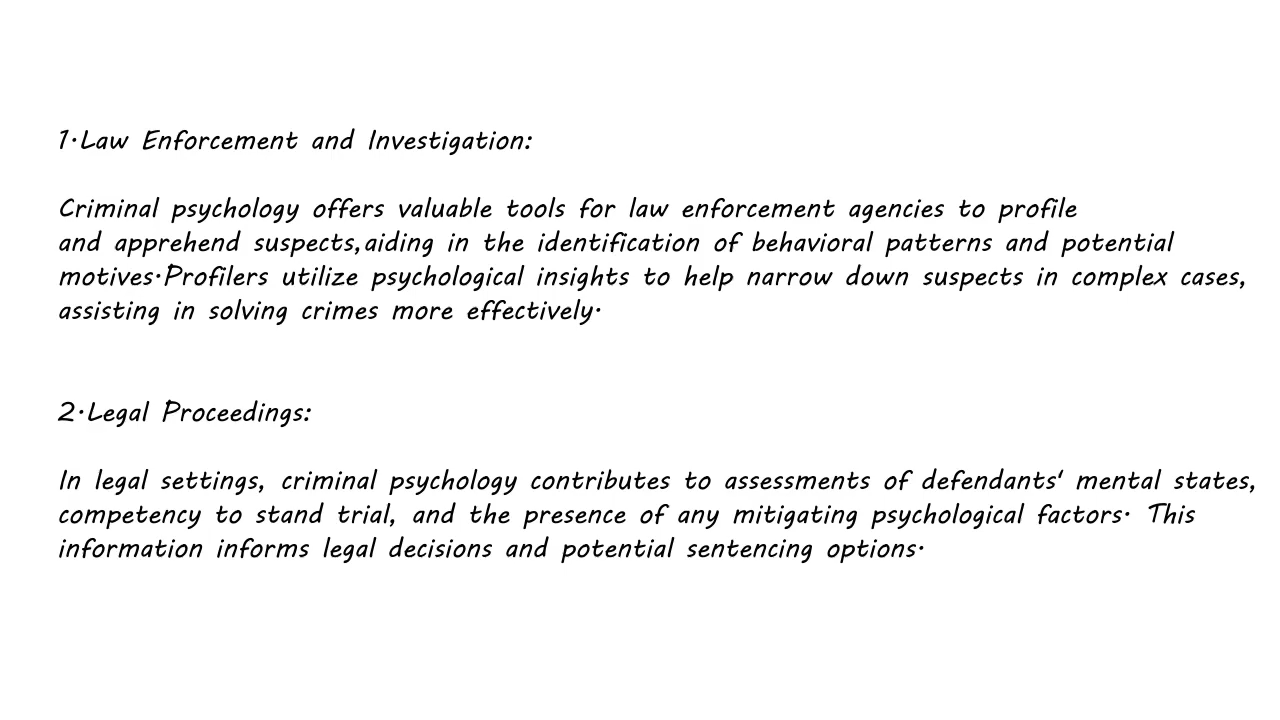 1.Law Enforcement and Investigation:
Criminal psychology offers valuable tools for law enforcement agencies to profile
and apprehend suspects,aiding in the identification of behavioral patterns and potential
motives.Profilers utilize psychological insights to help narrow down suspects in complex cases,
assisting in solving crimes more effectively.
2.Legal Proceedings:
In legal settings, criminal psychology contributes to assessments of defendants' mental states,
competency to stand trial, and the presence of any mitigating psychological factors. This
information informs legal decisions and potential sentencing options.